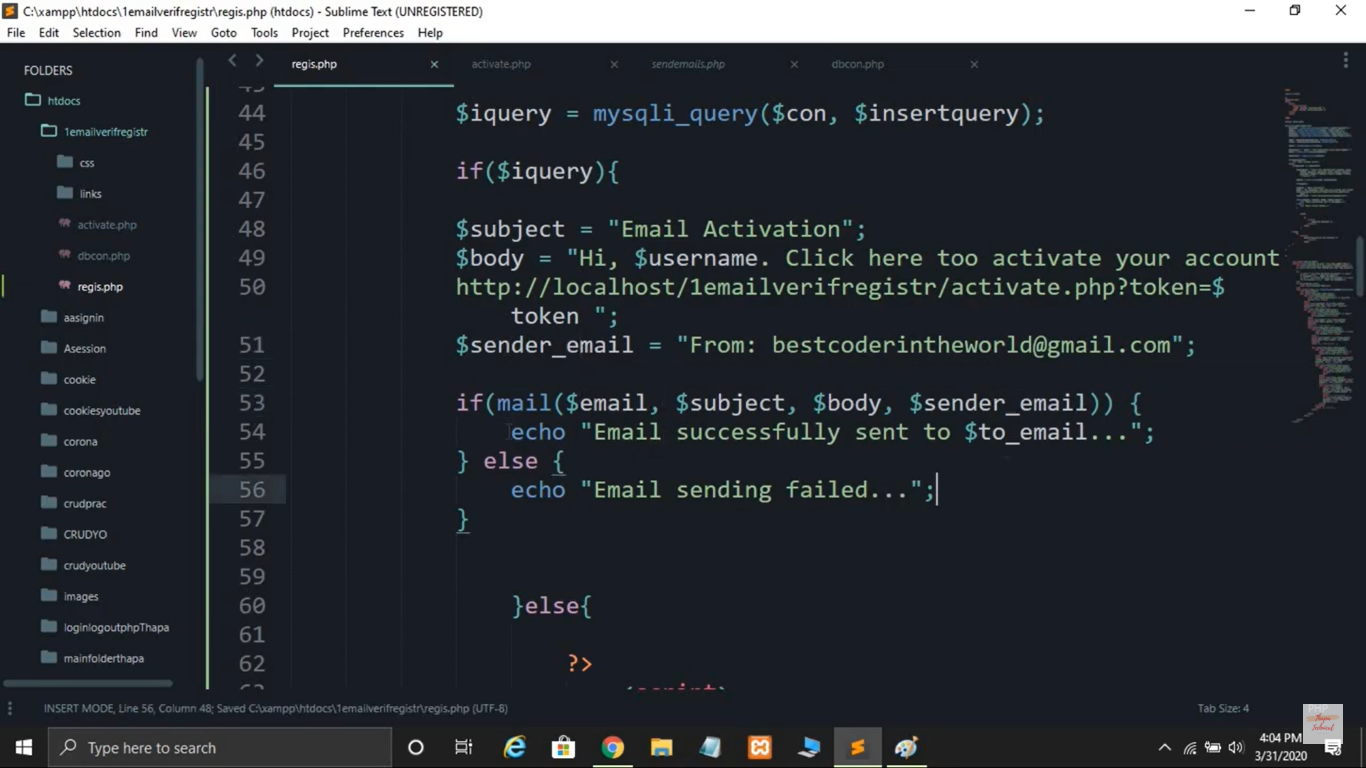 C:\xampp\htdocs\1emailverifregistr\regis.php (htdocs) - Sublime Text (UNREGISTERED)
File Edit Selection Find View Goto Tools Project Preferences Help
FOLDERS
htdocs
1emailverifregistr
css
links
activate.php
dbcon.php
regis.php
aasignin
Asession
cookie
cookiesyoutube
corona
coronago
crudprac
CRUDYO
crudyoutube
images
loginlogoutphpThapa
mainfolderthapa
regis.php activate.php sendemails.php dbcon.php
44 $iquery = mysqli_query($con, $insertquery);
45
46 if($iquery){
47
48 $subject = "Email Activation";
49 $body = "Hi, $username. Click here too activate your account
50 http://localhost/1emailverifregistr/activate.php?token=$
token ";
51 $sender_email = "From: bestcoderintheworld@gmail.com";
52
53 if(mail($email, $subject, $body, $sender_email)) {
54 echo "Email successfully sent to $to_email...";
55 } else {
56 echo "Email sending failed...";
57 }
58
59
60 }else{
61
62 ?>
INSERT MODE, Line 56, Column 48; Saved C:\xampp\htdocs\1emailverifregistr\regis.php (UTF-8) Tab Size: 4 PHP
Type here to search
4:04 PM
3/31/2020